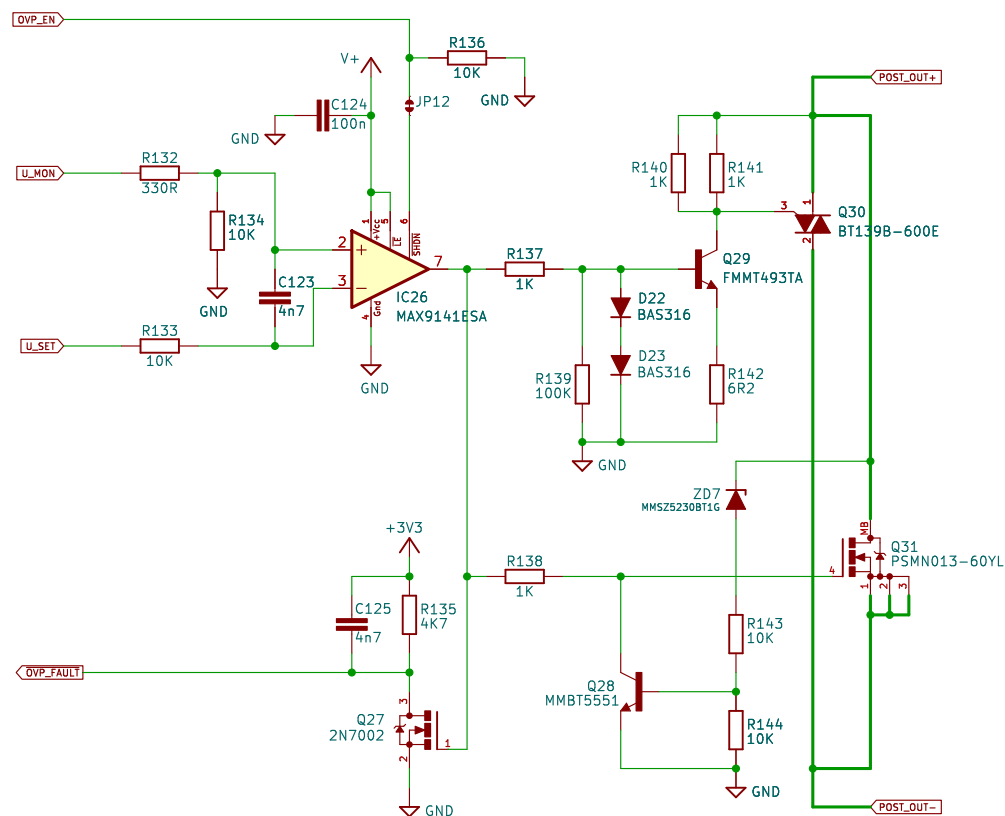 OVP_EN
R136
10K
GND
V+
JP12
C124
100n
GND
POST_OUT+
U_MON
R132
330R
R134
10K
GND
1
+Vcc
5
LE
6
SHDN
2
+
3
−
7
4
Gnd
IC26
MAX9141ESA
GND
C123
4n7
U_SET
R133
10K
R137
1K
R140
1K
R141
1K
3
1
2
Q30
BT139B-600E
Q29
FMMT493TA
D22
BAS316
D23
BAS316
R139
100K
R142
6R2
GND
ZD7
MMSZ5230BT1G
+3V3
R138
1K
MB
4
1
2
3
Q31
PSMN013-60YL
C125
4n7
R135
4K7
R143
10K
OVP_FAULT
Q28
MMBT5551
Q27
2N7002
3
1
2
R144
10K
GND
GND
POST_OUT-